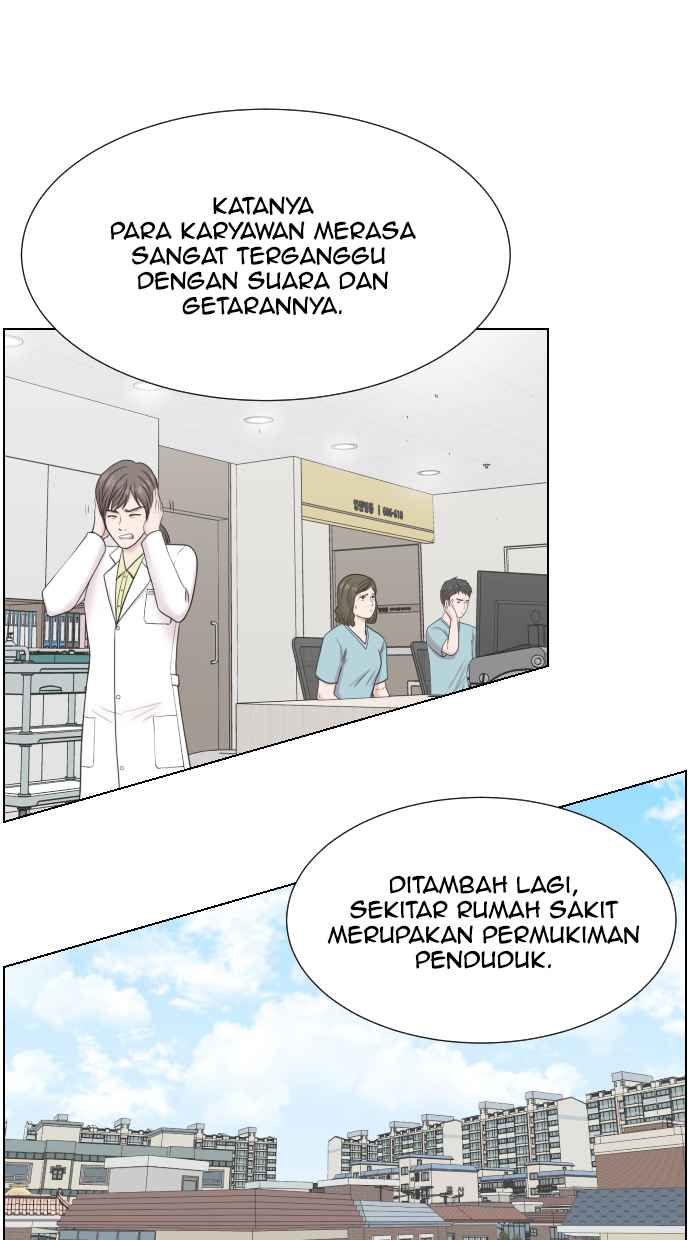 KATANYA
PARA KARYAWAN MERASA
SANGAT TERGANGGU
DENGAN SUARA DAN
GETARANNYA.
DITAMBAH LAGI,
SEKITAR RUMAH SAKIT
MERUPAKAN PERMUKIMAN
PENDUDUK.